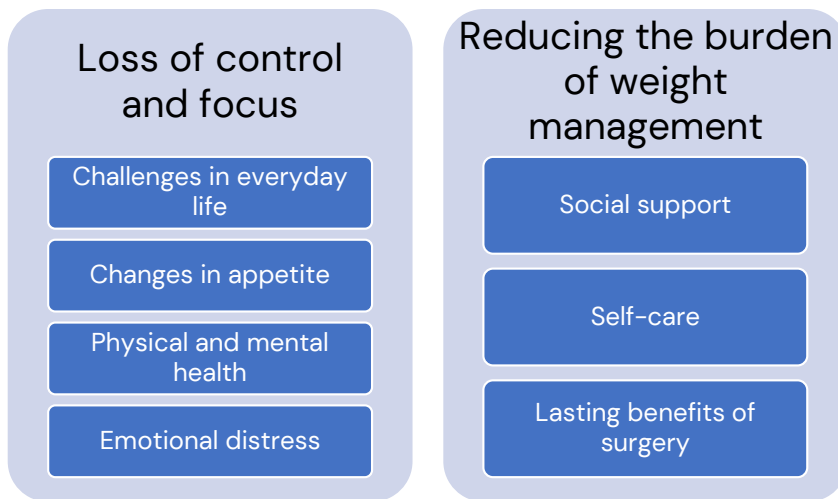 Loss of control
and focus
Challenges in everyday
life
Changes in appetite
Physical and mental
health
Emotional distress
Reducing the burden
of weight
management
Social support
Self-care
Lasting benefits of
surgery